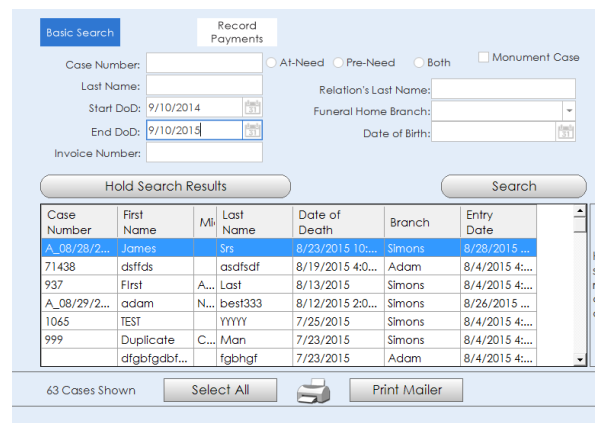 Basic Search
Record
Payments
Case Number:
At-Need
Pre-Need
Both
Monument Case
Last Name:
Relation's Last Name:
Start DoD: 9/10/2014
Funeral Home Branch:
End DoD: 9/10/2015
Date of Birth:
Invoice Number:
Hold Search Results
Search
Case Number First Name Mi Last Name Date of Death Branch Entry Date
A_08/28/2... James Srs 8/23/2015 10:... Simons 8/28/2015 ...
71438 dsffds asdfsdf 8/19/2015 4:0... Adam 8/4/2015 4:...
937 FIrst A... Last 8/13/2015 Simons 8/4/2015 4:...
A_08/29/2... adam N... best333 8/12/2015 2:0... Simons 8/26/2015 ...
1065 TEST YYYYY 7/25/2015 Simons 8/4/2015 4:...
999 Duplicate C... Man 7/23/2015 Simons 8/4/2015 4:...
dfgbfgdbf... fgbhgf 7/23/2015 Adam 8/4/2015 4:...
63 Cases Shown
Select All
Print Mailer